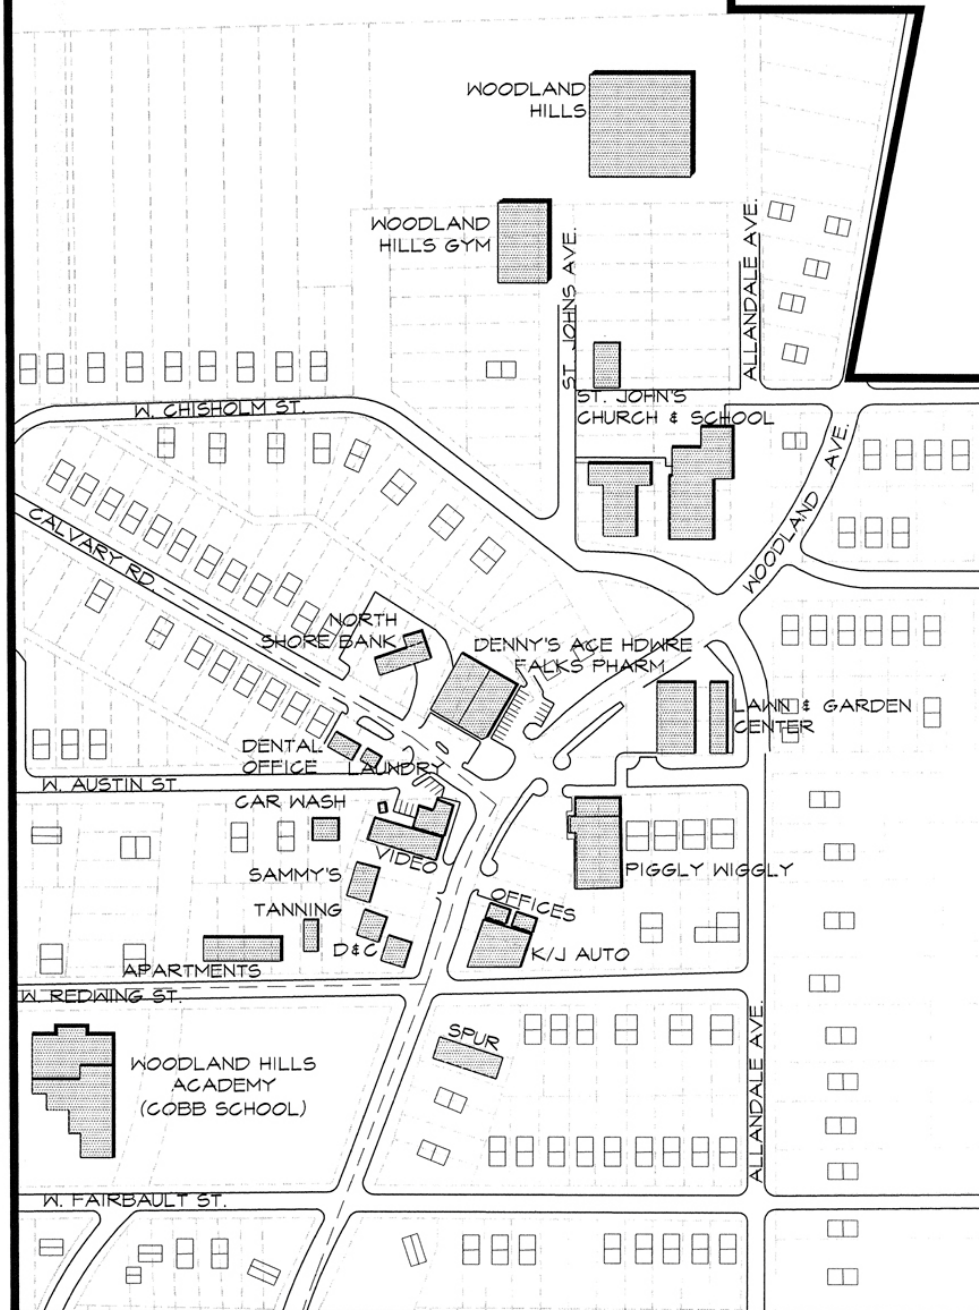 WOODLAND
HILLS
WOODLAND
HILLS GYM
ST. JOHNS AVE.
ALLANDALE AVE.
ST. JOHN'S
CHURCH & SCHOOL
W. CHISHOLM ST.
WOODLAND AVE.
CALVARY RD.
NORTH
SHORE BANK
DENNY'S ACE HDWRE
FALKS PHARM
LAWN & GARDEN
CENTER
DENTAL
OFFICE
LAUNDRY
W. AUSTIN ST.
CAR WASH
VIDEO
PIGGLY WIGGLY
SAMMY'S
OFFICES
TANNING
D&C
K/J AUTO
APARTMENTS
W. REDWING ST.
SPUR
WOODLAND HILLS
ACADEMY
(COBB SCHOOL)
ALLANDALE AVE.
W. FAIRBAULT ST.